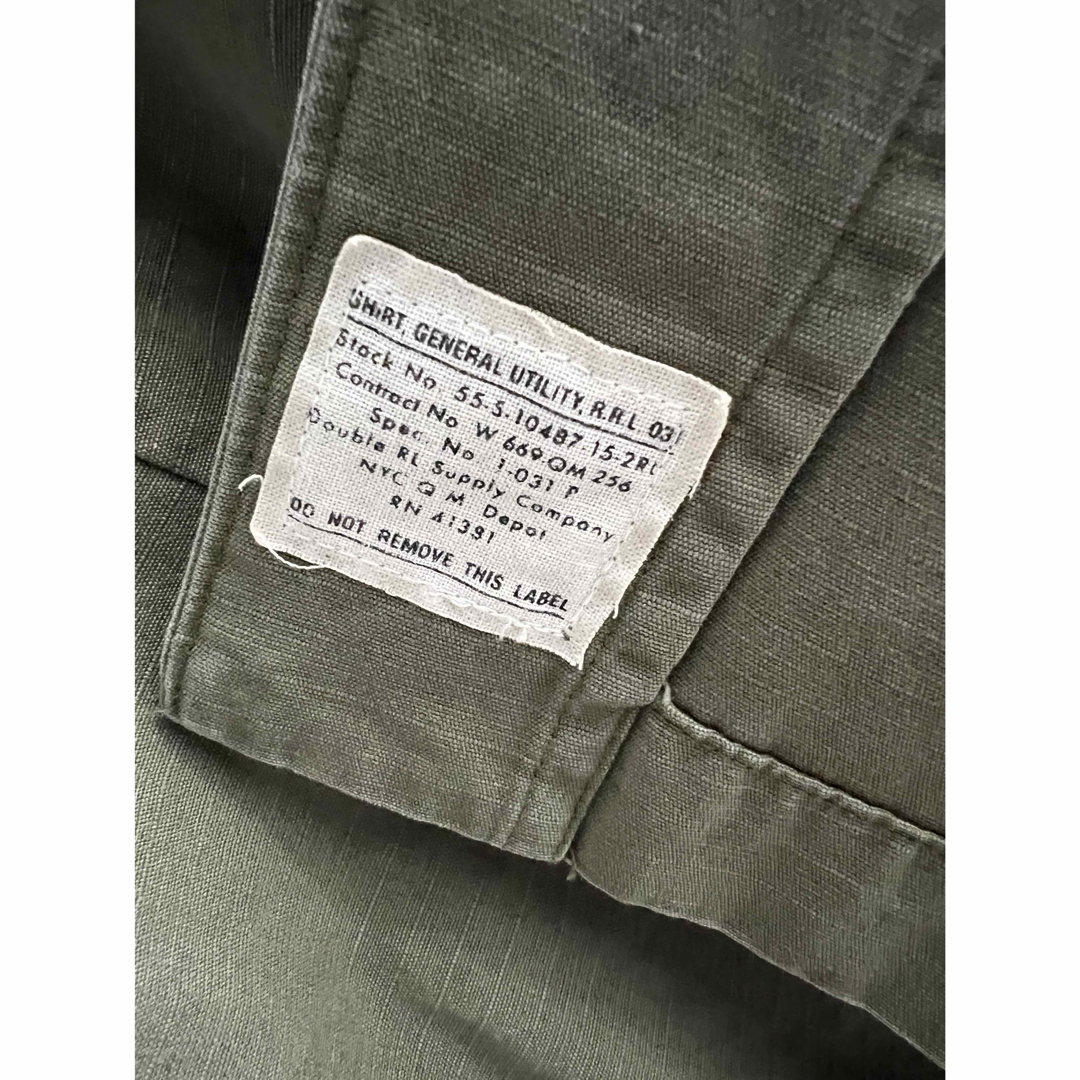 SHIRT, GENERAL UTILITY, R.R.L. 031
Stock No. 55-S-10487-15-2RL
Contract No. W 669-QM 256
Spec. No. 1-031 P
Double RL Supply Company
NYC Q M Depot
RN 41381
DO NOT REMOVE THIS LABEL